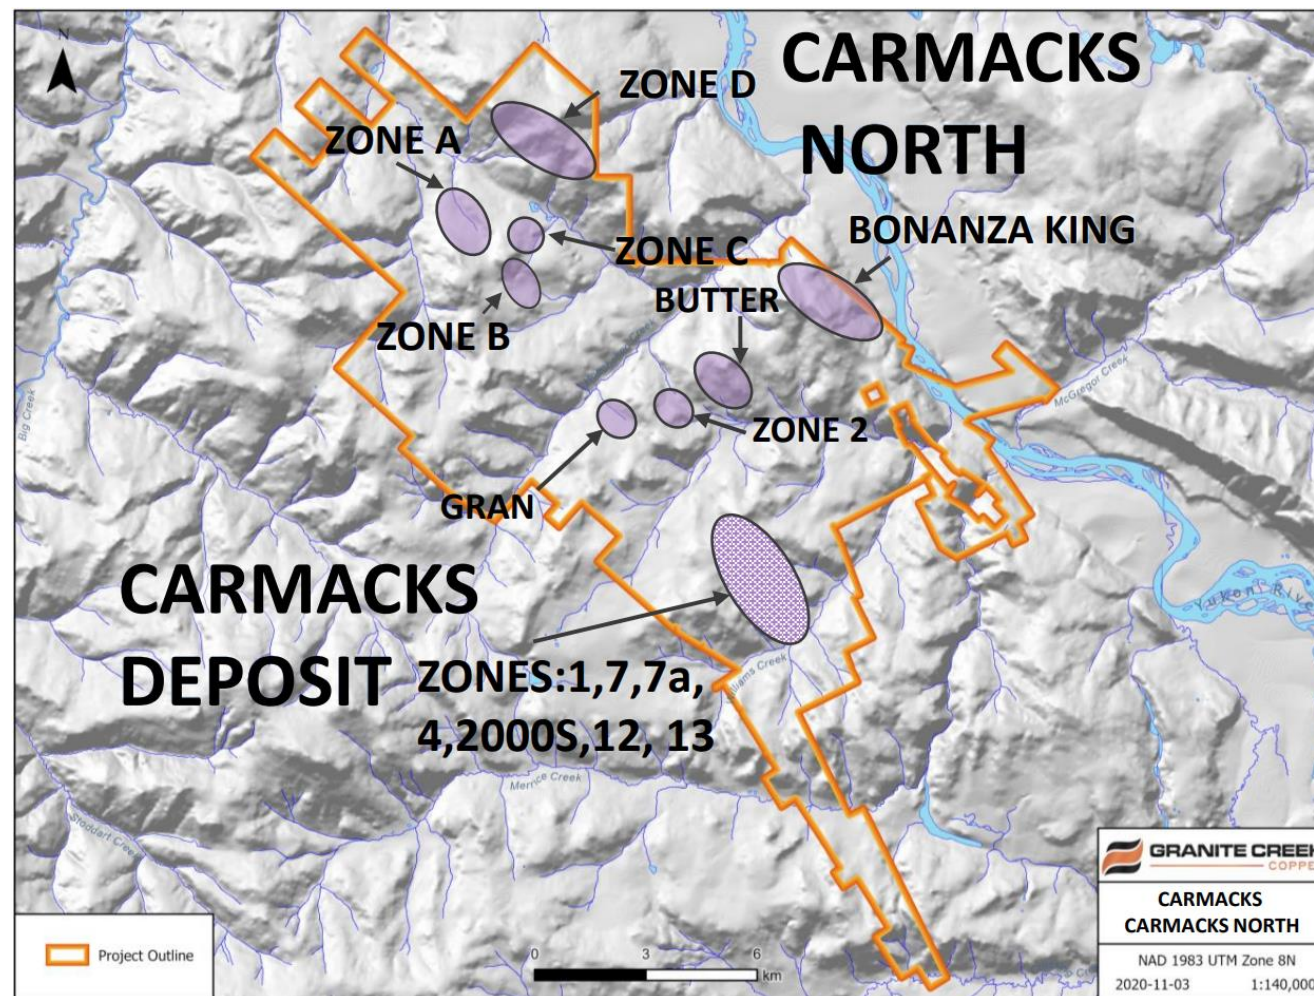 N
CARMACKS
NORTH
ZONE D
ZONE A
BONANZA KING
ZONE C
BUTTER
ZONE B
McGregor Creek
Big Creek
ZONE 2
GRAN
CARMACKS
DEPOSIT
ZONES:1,7,7a,
4,2000S,12, 13
Yukon
Creek
Merrice Creek
Stoddart Creek
Project Outline
0 3 6
km
GRANITE CREEK
CARMACKS
CARMACKS NORTH
NAD 1983 UTM Zone 8N
2020-11-03